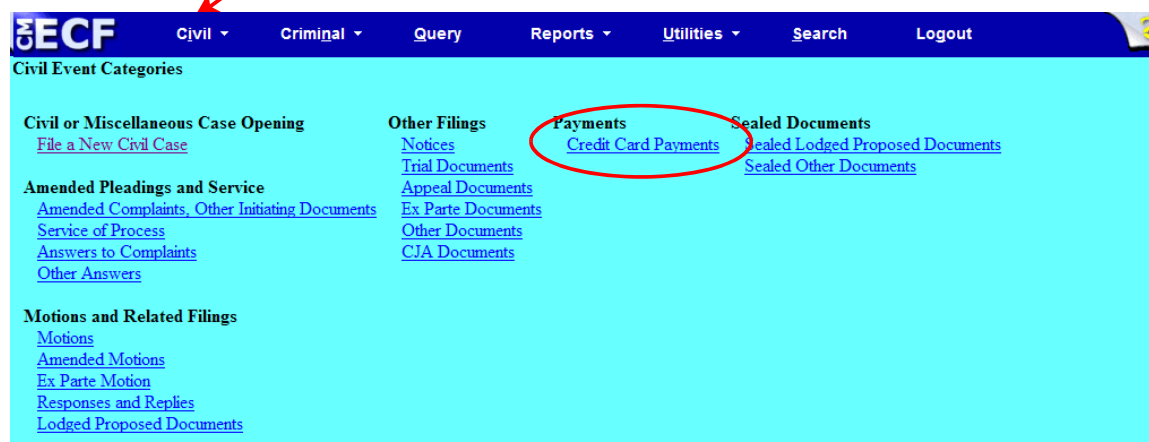 CM ECF Civil Criminal Query Reports Utilities Search Logout ?
Civil Event Categories
Civil or Miscellaneous Case Opening
File a New Civil Case
Amended Pleadings and Service
Amended Complaints, Other Initiating Documents
Service of Process
Answers to Complaints
Other Answers
Motions and Related Filings
Motions
Amended Motions
Ex Parte Motion
Responses and Replies
Lodged Proposed Documents
Other Filings
Notices
Trial Documents
Appeal Documents
Ex Parte Documents
Other Documents
CJA Documents
Payments
Credit Card Payments
Sealed Documents
Sealed Lodged Proposed Documents
Sealed Other Documents